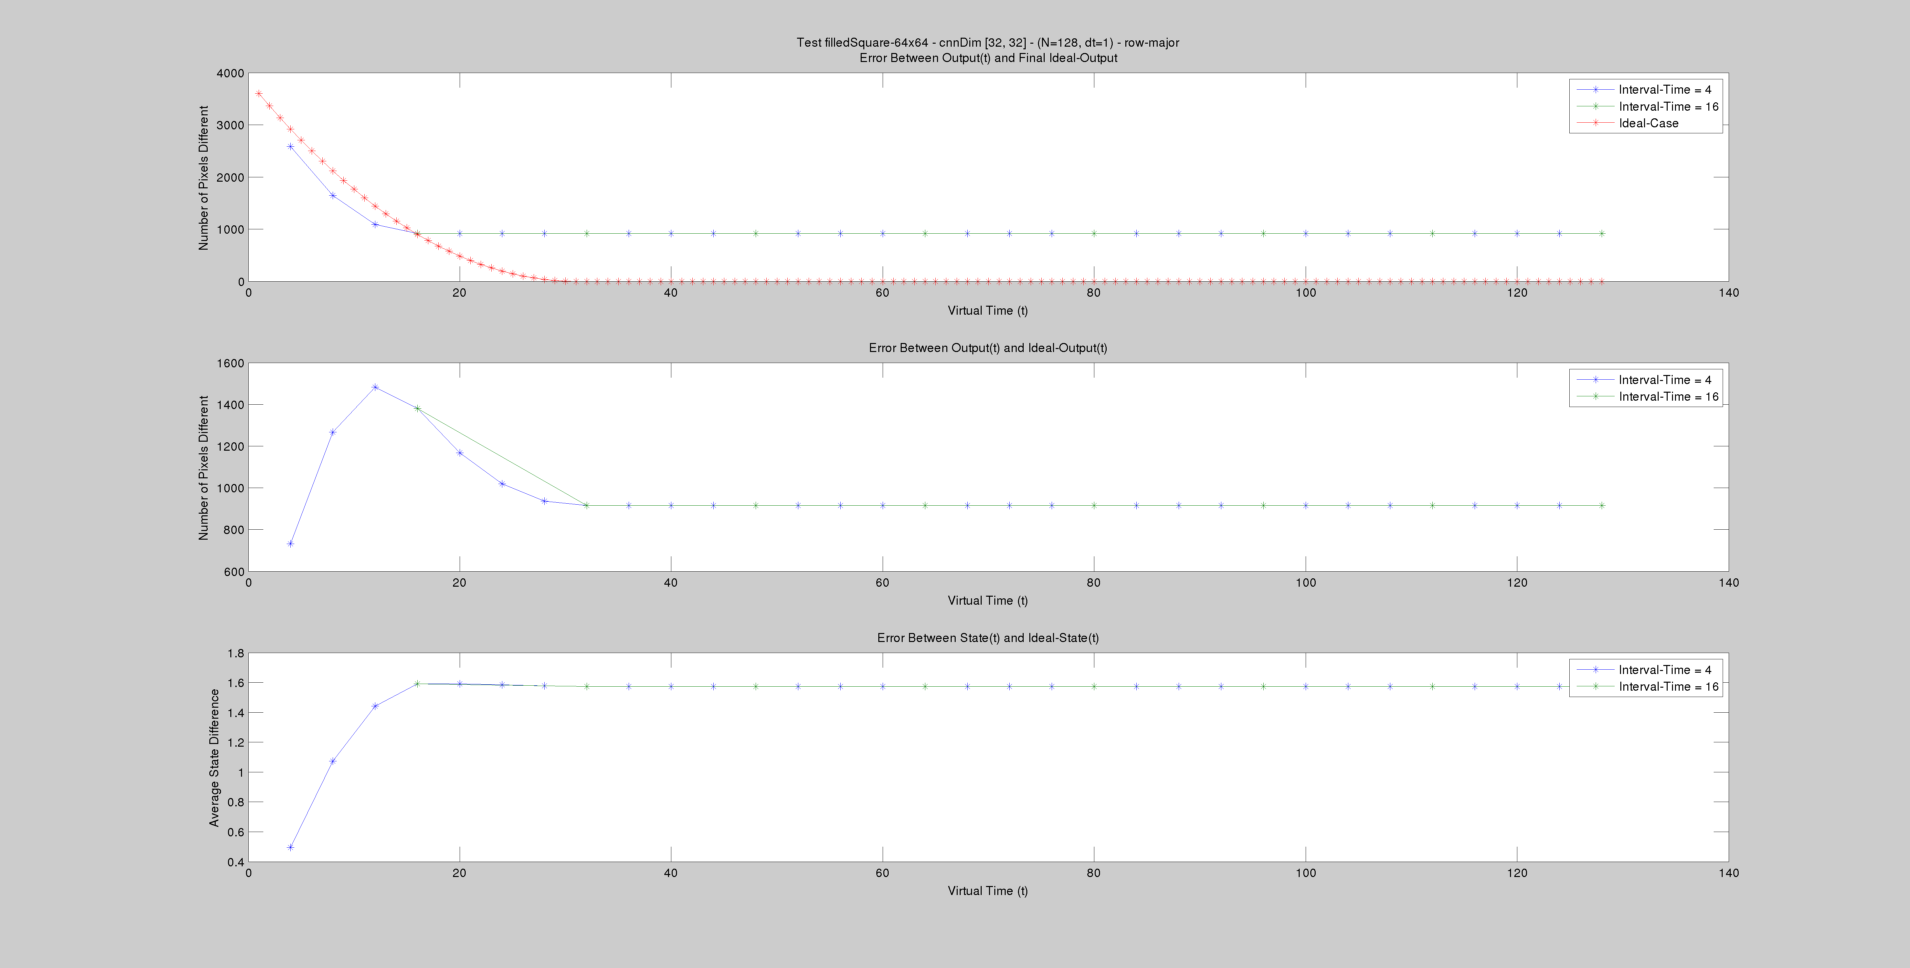 Test filledSquare-64x64 - cnnDim [32, 32] - (N=128, dt=1) - row-major
Error Between Output(t) and Final Ideal-Output
4000
3000
2000
1000
0
Number of Pixels Different
Interval-Time = 4
Interval-Time = 16
Ideal-Case
0 20 40 60 80 100 120 140
Virtual Time (t)
Error Between Output(t) and Ideal-Output(t)
1600
1400
1200
1000
800
600
Number of Pixels Different
Interval-Time = 4
Interval-Time = 16
0 20 40 60 80 100 120 140
Virtual Time (t)
Error Between State(t) and Ideal-State(t)
1.8
1.6
1.4
1.2
1
0.8
0.6
0.4
Average State Difference
Interval-Time = 4
Interval-Time = 16
0 20 40 60 80 100 120 140
Virtual Time (t)